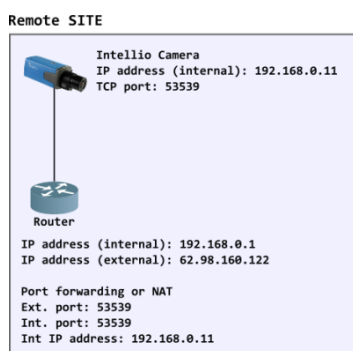 Remote SITE
Intellio Camera
IP address (internal): 192.168.0.11
TCP port: 53539
Router
IP address (internal): 192.168.0.1
IP address (external): 62.98.160.122
Port forwarding or NAT
Ext. port: 53539
Int. port: 53539
Int IP address: 192.168.0.11